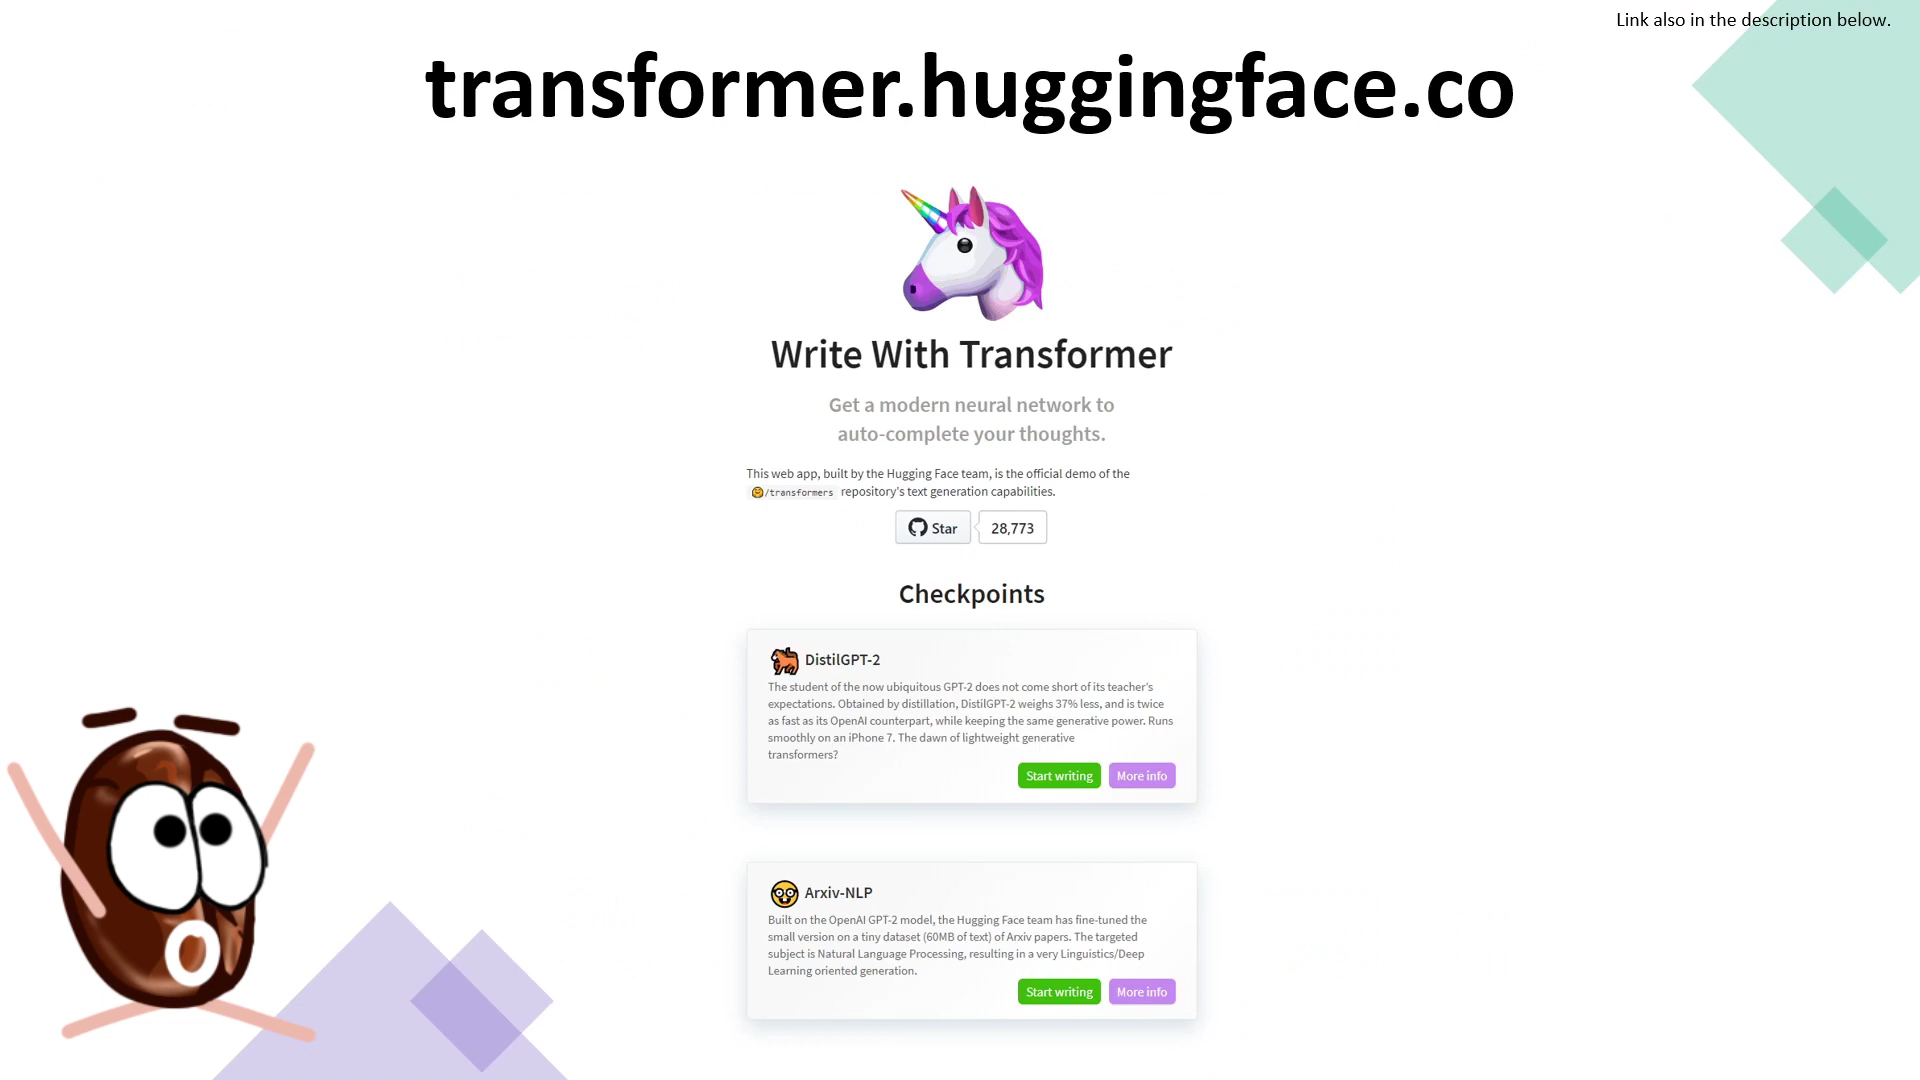 Link also in the description below.
transformer.huggingface.co
Write With Transformer
Get a modern neural network to
auto-complete your thoughts.
This web app, built by the Hugging Face team, is the official demo of the
/transformers repository's text generation capabilities.
Star 28,773
Checkpoints
DistilGPT-2
The student of the now ubiquitous GPT-2 does not come short of its teacher's
expectations. Obtained by distillation, DistilGPT-2 weighs 37% less, and is twice
as fast as its OpenAI counterpart, while keeping the same generative power. Runs
smoothly on an iPhone 7. The dawn of lightweight generative
transformers?
Start writing More info
Arxiv-NLP
Built on the OpenAI GPT-2 model, the Hugging Face team has fine-tuned the
small version on a tiny dataset (60MB of text) of Arxiv papers. The targeted
subject is Natural Language Processing, resulting in a very Linguistics/Deep
Learning oriented generation.
Start writing More info